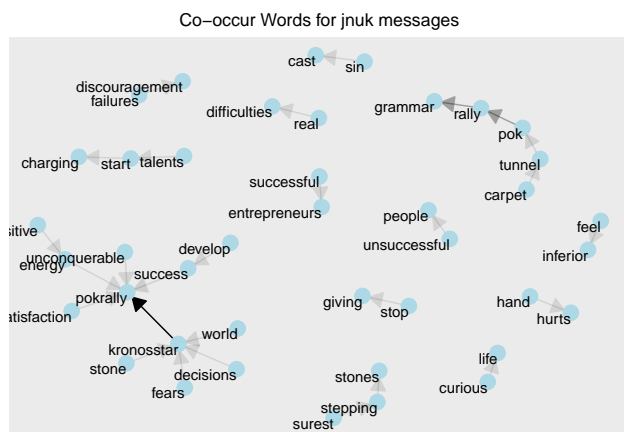 Co-occur Words for jnuk messages
cast
sin
discouragement
failures
difficulties
real
grammar
rally
pok
tunnel
carpet
charging
start
talents
successful
entrepreneurs
people
unsuccessful
feel
inferior
sitive
energy
unconquerable
develop
success
pokrally
atisfaction
giving
stop
hand
hurts
world
kronosstar
stone
decisions
fears
life
curious
stones
stepping
surest